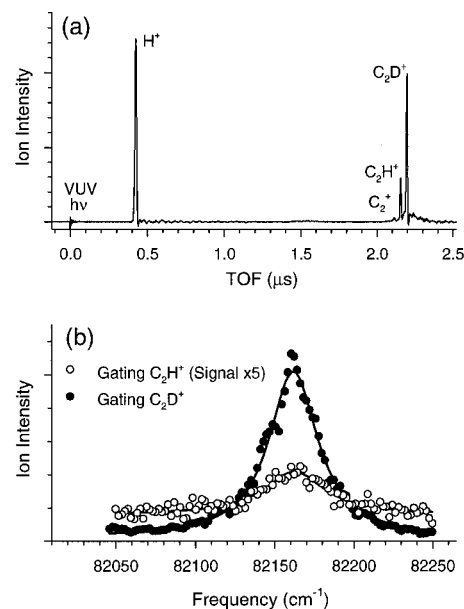 (a)
H⁺
C₂D⁺
C₂H⁺
C₂⁺
VUV
hν
Ion Intensity
0.0 0.5 1.0 1.5 2.0 2.5
TOF (μs)
(b)
Gating C₂H⁺ (Signal x5)
Gating C₂D⁺
Ion Intensity
82050 82100 82150 82200 82250
Frequency (cm⁻¹)